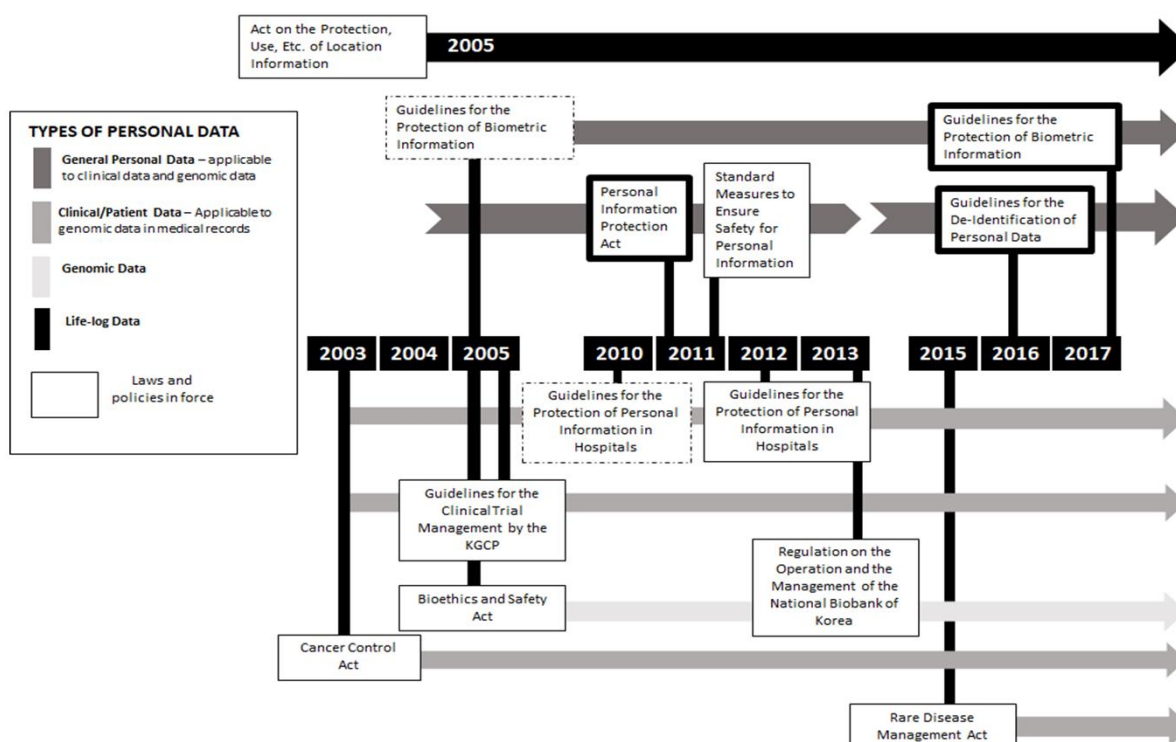 Act on the Protection,
Use, Etc. of Location
Information
2005
TYPES OF PERSONAL DATA
General Personal Data – applicable
to clinical data and genomic data
Clinical/Patient Data – Applicable to
genomic data in medical records
Genomic Data
Life-log Data
Laws and
policies in force
Guidelines for the
Protection of Biometric
Information
Guidelines for the
Protection of Biometric
Information
Personal
Information
Protection
Act
Standard
Measures to
Ensure
Safety for
Personal
Information
Guidelines for the
De-Identification of
Personal Data
2003
2004
2005
2010
2011
2012
2013
2015
2016
2017
Guidelines for the
Protection of Personal
Information in
Hospitals
Guidelines for the
Protection of Personal
Information in
Hospitals
Guidelines for the
Clinical Trial
Management by the
KGCP
Regulation on the
Operation and the
Management of the
National Biobank of
Korea
Bioethics and Safety
Act
Cancer Control
Act
Rare Disease
Management Act